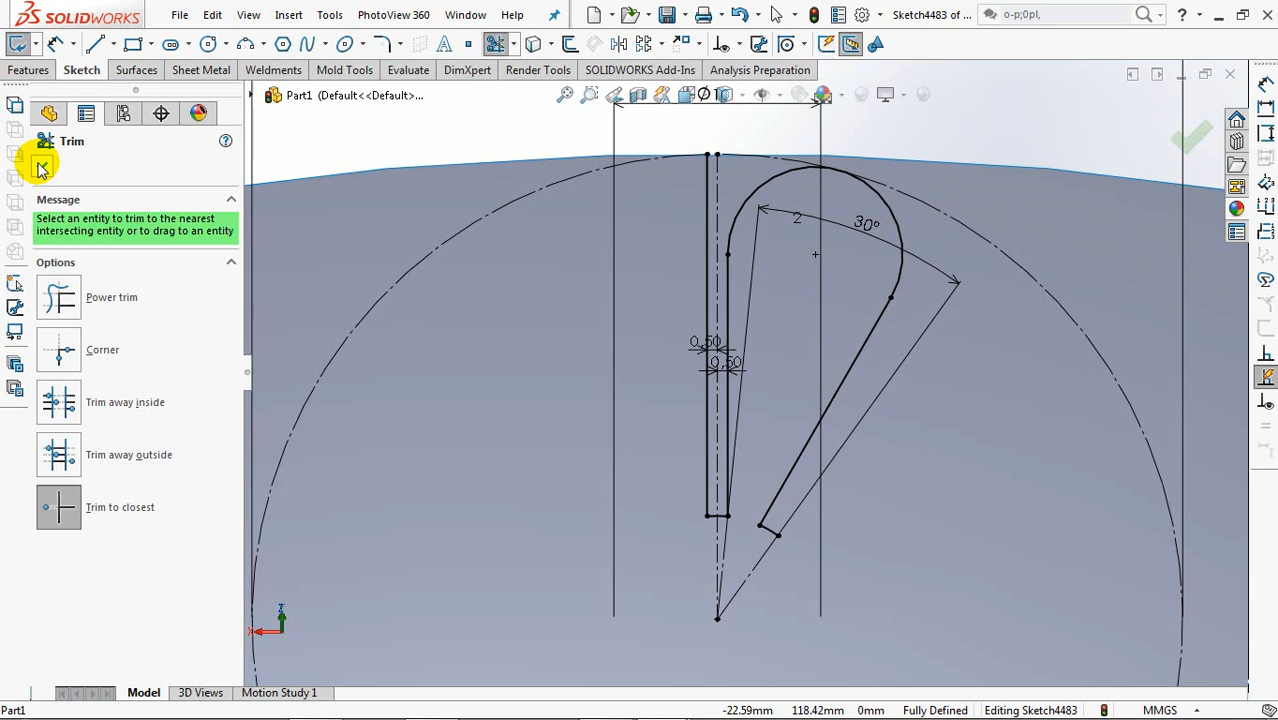 SOLIDWORKS
File
Edit
View
Insert
Tools
PhotoView 360
Window
Help
Sketch4483 of ...
o-p;0pl,
Features
Sketch
Surfaces
Sheet Metal
Weldments
Mold Tools
Evaluate
DimXpert
Render Tools
SOLIDWORKS Add-Ins
Analysis Preparation
Part1 (Default<<Default>...
Trim
Message
Select an entity to trim to the nearest
intersecting entity or to drag to an entity
Options
Power trim
Corner
Trim away inside
Trim away outside
Trim to closest
2
30°
0,50
0,50
Z
X
Model
3D Views
Motion Study 1
Part1
-22.59mm
118.42mm
0mm
Fully Defined
Editing Sketch4483
MMGS